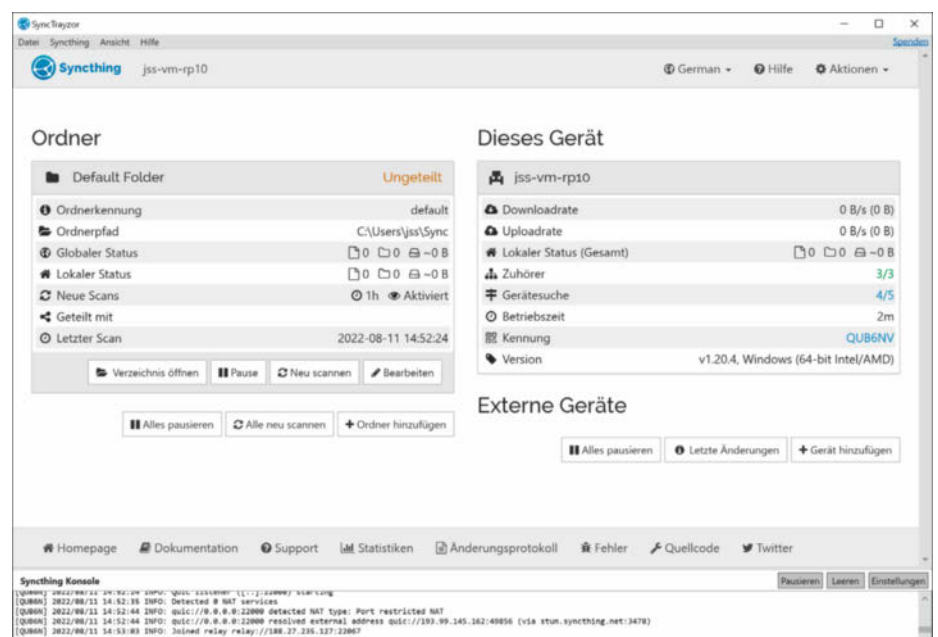 SyncTrayzor
Datei Syncthing Ansicht Hilfe Spenden
Syncthing jss-vm-rp10 German Hilfe Aktionen
Ordner
Default Folder Ungeteilt
Ordnerkennung default
Ordnerpfad C:\Users\jss\Sync
Globaler Status 0 0 ~0 B
Lokaler Status 0 0 ~0 B
Neue Scans 1h Aktiviert
Geteilt mit
Letzter Scan 2022-08-11 14:52:24
Verzeichnis öffnen Pause Neu scannen Bearbeiten
Alles pausieren Alle neu scannen + Ordner hinzufügen
Dieses Gerät
jss-vm-rp10
Downloadrate 0 B/s (0 B)
Uploadrate 0 B/s (0 B)
Lokaler Status (Gesamt) 0 0 ~0 B
Zuhörer 3/3
Gerätesuche 4/5
Betriebszeit 2m
Kennung QUB6NV
Version v1.20.4, Windows (64-bit Intel/AMD)
Externe Geräte
Alles pausieren Letzte Änderungen + Gerät hinzufügen
Homepage Dokumentation Support Statistiken Änderungsprotokoll Fehler Quellcode Twitter
Syncthing Konsole Pausieren Leeren Einstellungen
[QUB6N] 2022/08/11 14:52:35 INFO: Detected 0 NAT services
[QUB6N] 2022/08/11 14:52:44 INFO: quic://0.0.0.0:22000 detected NAT type: Port restricted NAT
[QUB6N] 2022/08/11 14:52:44 INFO: quic://0.0.0.0:22000 resolved external address quic://193.99.145.162:49856 (via stun.syncthing.net:3478)
[QUB6N] 2022/08/11 14:53:03 INFO: Joined relay relay://188.27.235.127:22067